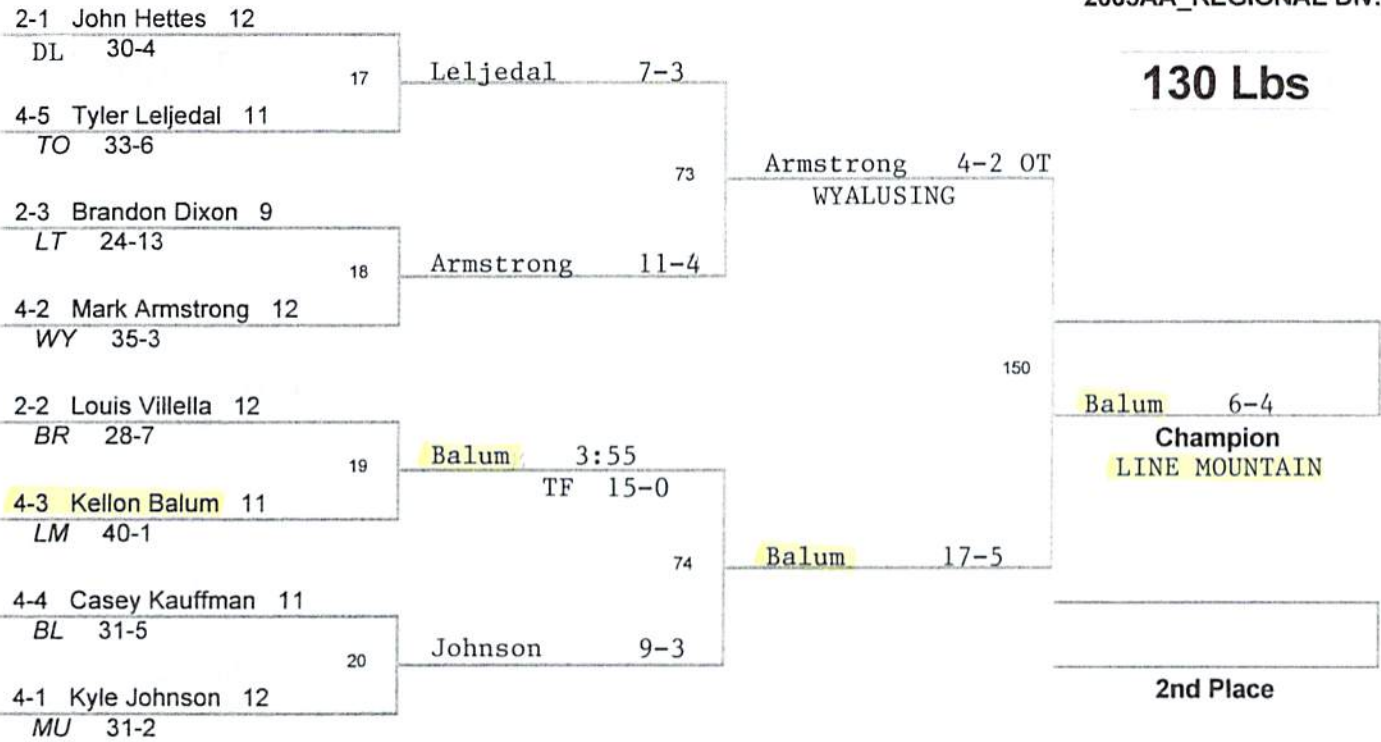 2-1 John Hettes 12
DL 30-4
17
Leljedal 7-3
4-5 Tyler Leljedal 11
TO 33-6
73
Armstrong 4-2 OT
WYALUSING
2-3 Brandon Dixon 9
LT 24-13
18
Armstrong 11-4
4-2 Mark Armstrong 12
WY 35-3
130 Lbs
150
Balum 6-4
Champion
LINE MOUNTAIN
2-2 Louis Villella 12
BR 28-7
19
Balum 3:55
TF 15-0
4-3 Kellon Balum 11
LM 40-1
74
Balum 17-5
4-4 Casey Kauffman 11
BL 31-5
20
Johnson 9-3
4-1 Kyle Johnson 12
MU 31-2
2nd Place